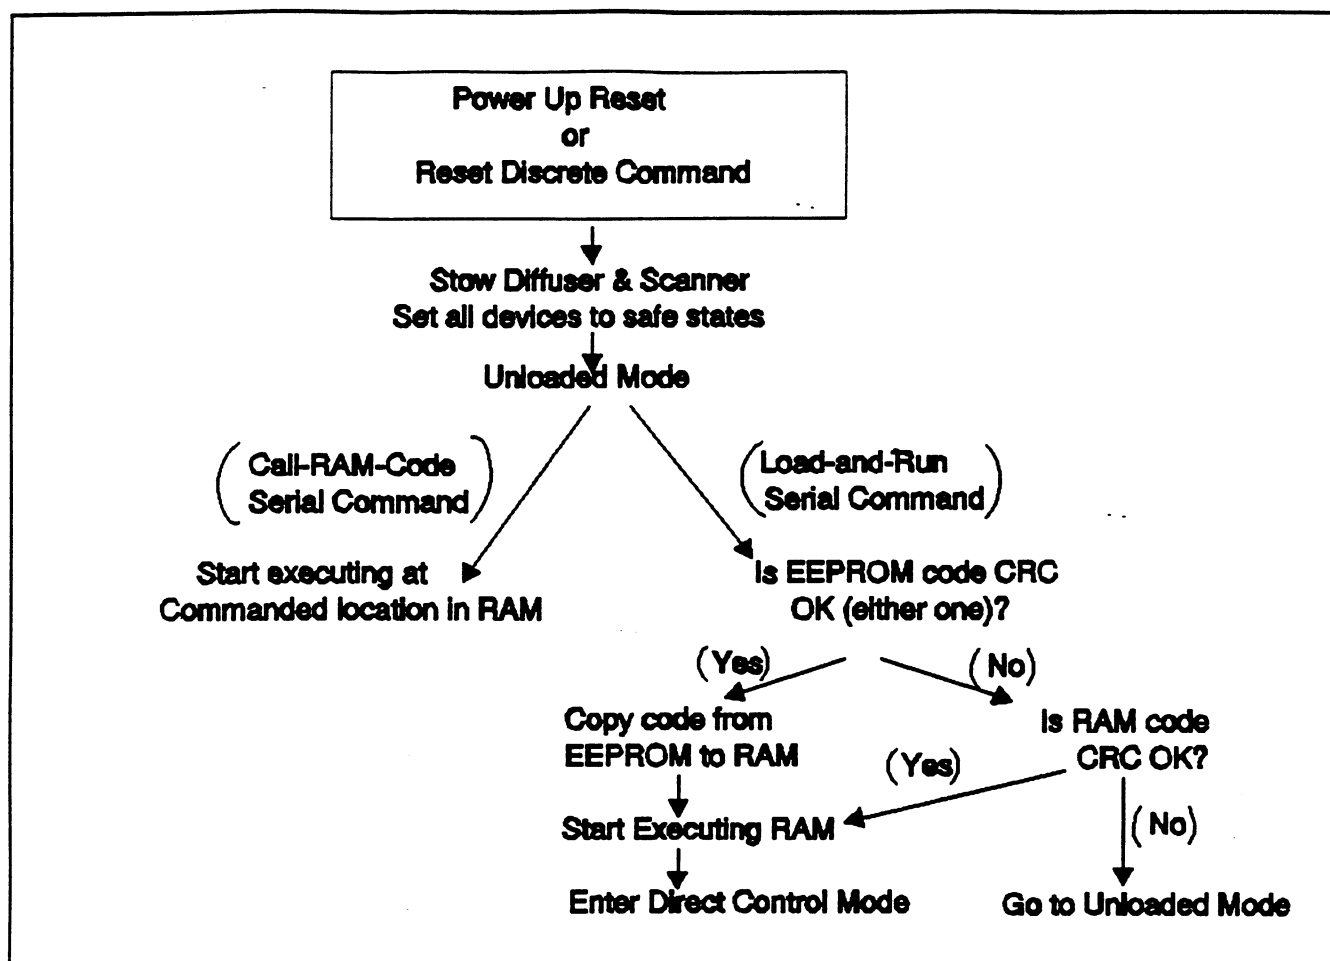 Power Up Reset
or
Reset Discrete Command
Stow Diffuser & Scanner
Set all devices to safe states
Unloaded Mode
(Call-RAM-Code
Serial Command)
(Load-and-Run
Serial Command)
Start executing at
Commanded location in RAM
Is EEPROM code CRC
OK (either one)?
(Yes)
(No)
Copy code from
EEPROM to RAM
Is RAM code
CRC OK?
(Yes)
Start Executing RAM
(No)
Enter Direct Control Mode
Go to Unloaded Mode